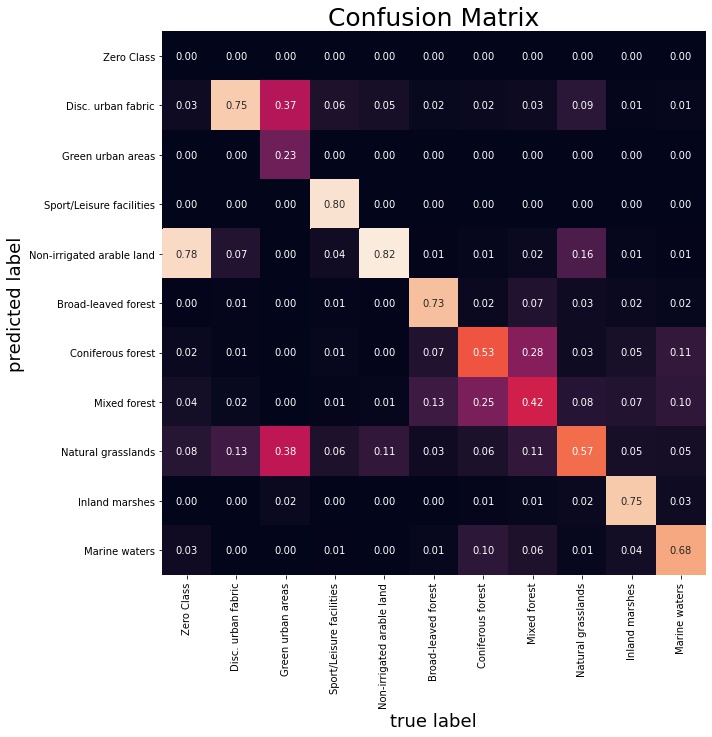 Confusion Matrix
predicted label
Zero Class 0.00 0.00 0.00 0.00 0.00 0.00 0.00 0.00 0.00 0.00 0.00
Disc. urban fabric 0.03 0.75 0.37 0.06 0.05 0.02 0.02 0.03 0.09 0.01 0.01
Green urban areas 0.00 0.00 0.23 0.00 0.00 0.00 0.00 0.00 0.00 0.00 0.00
Sport/Leisure facilities 0.00 0.00 0.00 0.80 0.00 0.00 0.00 0.00 0.00 0.00 0.00
Non-irrigated arable land 0.78 0.07 0.00 0.04 0.82 0.01 0.01 0.02 0.16 0.01 0.01
Broad-leaved forest 0.00 0.01 0.00 0.01 0.00 0.73 0.02 0.07 0.03 0.02 0.02
Coniferous forest 0.02 0.01 0.00 0.01 0.00 0.07 0.53 0.28 0.03 0.05 0.11
Mixed forest 0.04 0.02 0.00 0.01 0.01 0.13 0.25 0.42 0.08 0.07 0.10
Natural grasslands 0.08 0.13 0.38 0.06 0.11 0.03 0.06 0.11 0.57 0.05 0.05
Inland marshes 0.00 0.00 0.02 0.00 0.00 0.00 0.01 0.01 0.02 0.75 0.03
Marine waters 0.03 0.00 0.00 0.01 0.00 0.01 0.10 0.06 0.01 0.04 0.68
Zero Class
Disc. urban fabric
Green urban areas
Sport/Leisure facilities
Non-irrigated arable land
Broad-leaved forest
Coniferous forest
Mixed forest
Natural grasslands
Inland marshes
Marine waters
true label